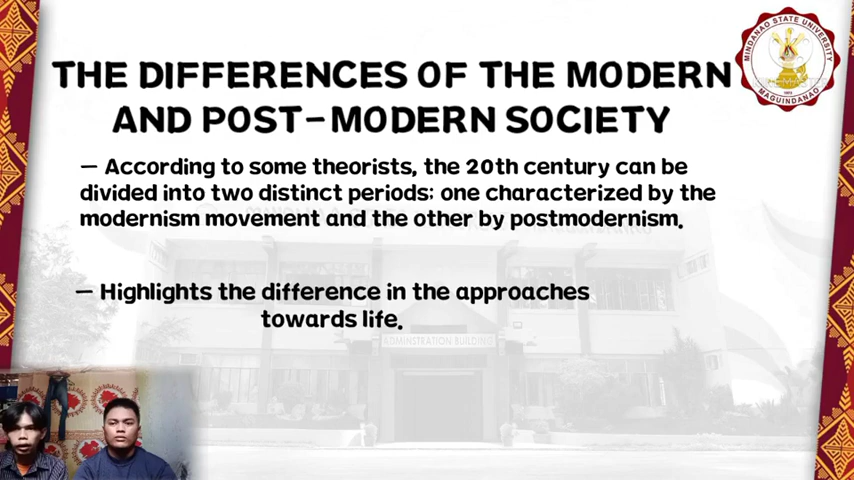 THE DIFFERENCES OF THE MODERN
AND POST-MODERN SOCIETY
MINDANAO STATE UNIVERSITY
MAGUINDANAO
— According to some theorists, the 20th century can be
divided into two distinct periods: one characterized by the
modernism movement and the other by postmodernism.
— Highlights the difference in the approaches
towards life.
ADMINISTRATION BUILDING